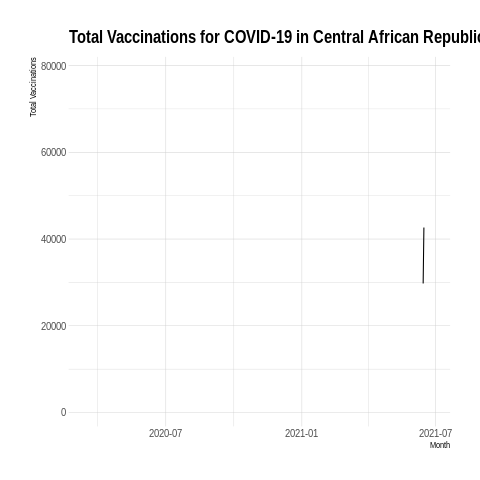 Total Vaccinations for COVID-19 in Central African Republic
Total Vaccinations
80000
60000
40000
20000
0
2020-07
2021-01
2021-07
Month